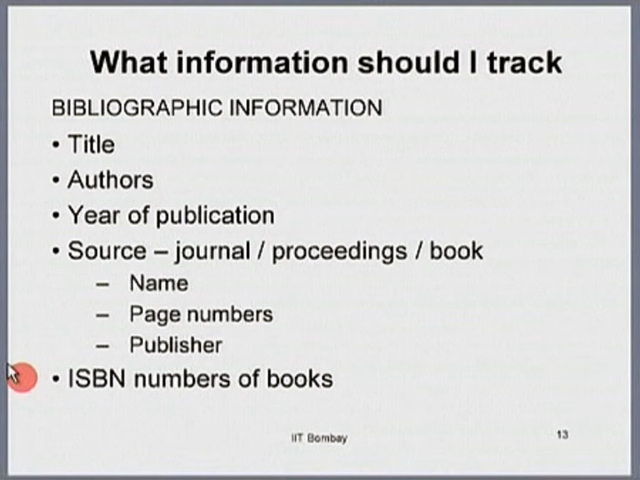 What information should I track
BIBLIOGRAPHIC INFORMATION
• Title
• Authors
• Year of publication
• Source – journal / proceedings / book
– Name
– Page numbers
– Publisher
• ISBN numbers of books
IIT Bombay
13